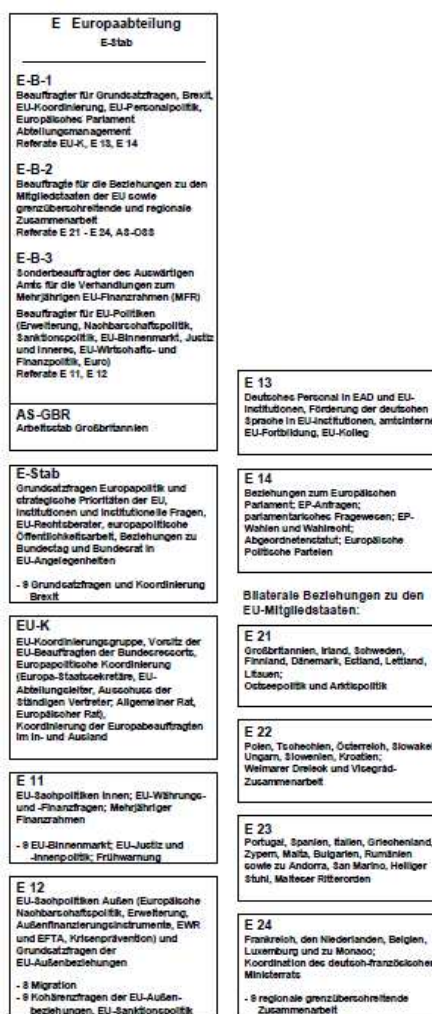 E Europaabteilung
E-Stab
E-B-1
Beauftragter für Grundsatzfragen, Brexit,
EU-Koordinierung, EU-Personalpolitik,
Europäisches Parlament
Abteilungsmanagement
Referate EU-K, E 13, E 14
E-B-2
Beauftragte für die Beziehungen zu den
Mitgliedstaaten der EU sowie
grenzüberschreitende und regionale
Zusammenarbeit
Referate E 21 - E 24, AS-OSS
E-B-3
Sonderbeauftragter des Auswärtigen
Amts für die Verhandlungen zum
Mehrjährigen EU-Finanzrahmen (MFR)
Beauftragter für EU-Politiken
(Erweiterung, Nachbarschaftspolitik,
Sanktionspolitik, EU-Binnenmarkt, Justiz
und Inneres, EU-Wirtschafts- und
Finanzpolitik, Euro)
Referate E 11, E 12
AS-GBR
Arbeitsstab Großbritannien
E-Stab
Grundsatzfragen Europapolitik und
strategische Prioritäten der EU,
Institutionen und institutionelle Fragen,
EU-Rechtsberater, europapolitische
Öffentlichkeitsarbeit, Beziehungen zu
Bundestag und Bundesrat in
EU-Angelegenheiten
- 9 Grundsatzfragen und Koordinierung
Brexit
EU-K
EU-Koordinierungsgruppe, Vorsitz der
EU-Beauftragten der Bundesressorts,
Europapolitische Koordinierung
(Europa-Staatssekretäre, EU-
Abteilungsleiter, Ausschuss der
Ständigen Vertreter; Allgemeiner Rat,
Europäischer Rat),
Koordinierung der Europabeauftragten
im In- und Ausland
E 11
EU-Sachpolitiken Innen; EU-Währungs-
und -Finanzfragen; Mehrjähriger
Finanzrahmen
- 9 EU-Binnenmarkt; EU-Justiz und
-Innenpolitik; Frühwarnung
E 12
EU-Sachpolitiken Außen (Europäische
Nachbarschaftspolitik, Erweiterung,
Außenfinanzierungsinstrumente, EWR
und EFTA, Krisenprävention) und
Grundsatzfragen der
EU-Außenbeziehungen
- 8 Migration
- 9 Kohärenzfragen der EU-Außen-
beziehungen, EU-Sanktionspolitik
E 13
Deutsches Personal in EAD und EU-
Institutionen, Förderung der deutschen
Sprache in EU-Institutionen, amtsinterne
EU-Fortbildung, EU-Kolleg
E 14
Beziehungen zum Europäischen
Parlament; EP-Anfragen;
parlamentarisches Fragewesen; EP-
Wahlen und Wahlrecht;
Abgeordnetenstatut; Europäische
Politische Parteien
Bilaterale Beziehungen zu den
EU-Mitgliedstaaten:
E 21
Großbritannien, Irland, Schweden,
Finnland, Dänemark, Estland, Lettland,
Litauen;
Ostseepolitik und Arktispolitik
E 22
Polen, Tschechien, Österreich, Slowakei
Ungarn, Slowenien, Kroatien;
Weimarer Dreieck und Visegrád-
Zusammenarbeit
E 23
Portugal, Spanien, Italien, Griechenland,
Zypern, Malta, Bulgarien, Rumänien
sowie zu Andorra, San Marino, Heiliger
Stuhl, Malteser Ritterorden
E 24
Frankreich, den Niederlanden, Belgien,
Luxemburg und zu Monaco;
Koordination des deutsch-französischen
Ministerrats
- 9 regionale grenzüberschreitende
Zusammenarbeit